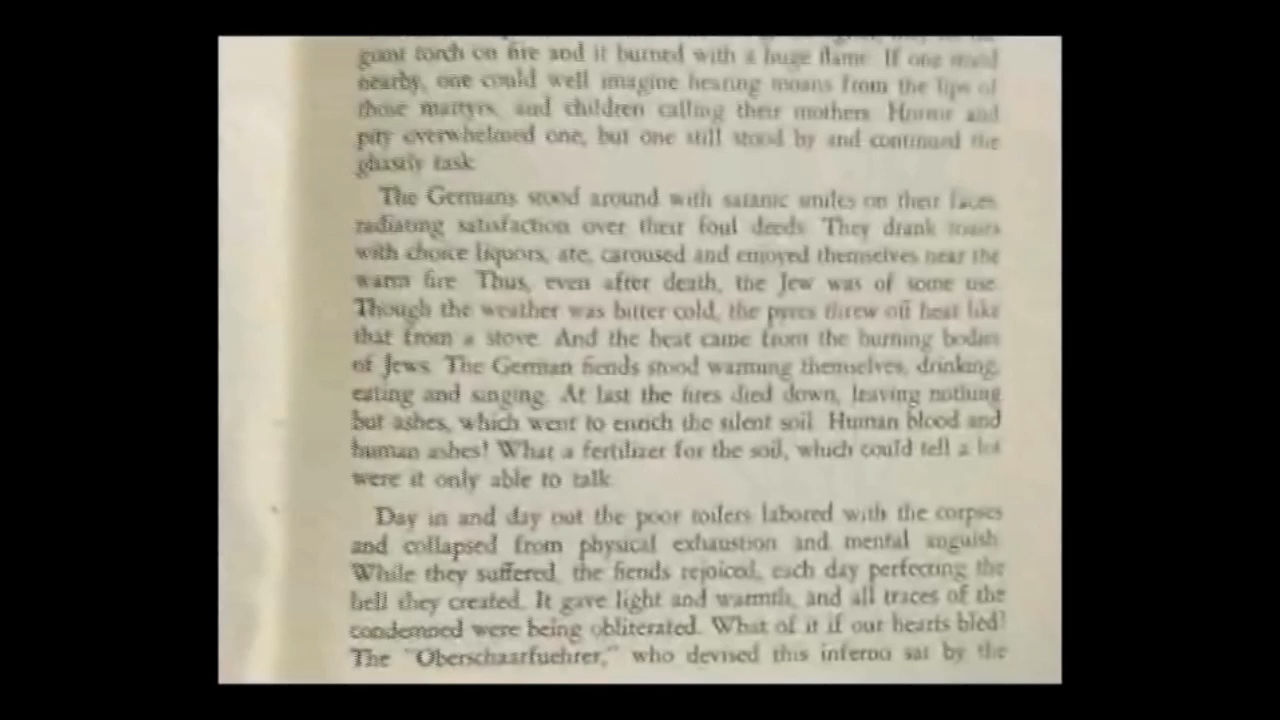 giant torch on fire and it burned with a huge flame. If one stood
nearby, one could well imagine hearing moans from the lips of
those martyrs, and children calling their mothers. Horror and
pity overwhelmed one, but one still stood by and continued the
ghastly task.
The Germans stood around with satanic smiles on their faces,
radiating satisfaction over their foul deeds. They drank toasts
with choice liquors, ate, caroused and enjoyed themselves near the
warm fire. Thus, even after death, the Jew was of some use.
Though the weather was bitter cold, the pyres threw off heat like
that from a stove. And the heat came from the burning bodies
of Jews. The German fiends stood warming themselves, drinking,
eating and singing. At last the fires died down, leaving nothing
but ashes, which went to enrich the silent soil. Human blood and
human ashes! What a fertilizer for the soil, which could tell a lot
were it only able to talk.
Day in and day out the poor toilers labored with the corpses
and collapsed from physical exhaustion and mental anguish.
While they suffered, the fiends rejoiced, each day perfecting the
hell they created. It gave light and warmth, and all traces of the
condemned were being obliterated. What of it if our hearts bled!
The "Oberschaarfuehrer," who devised this inferno sat by the